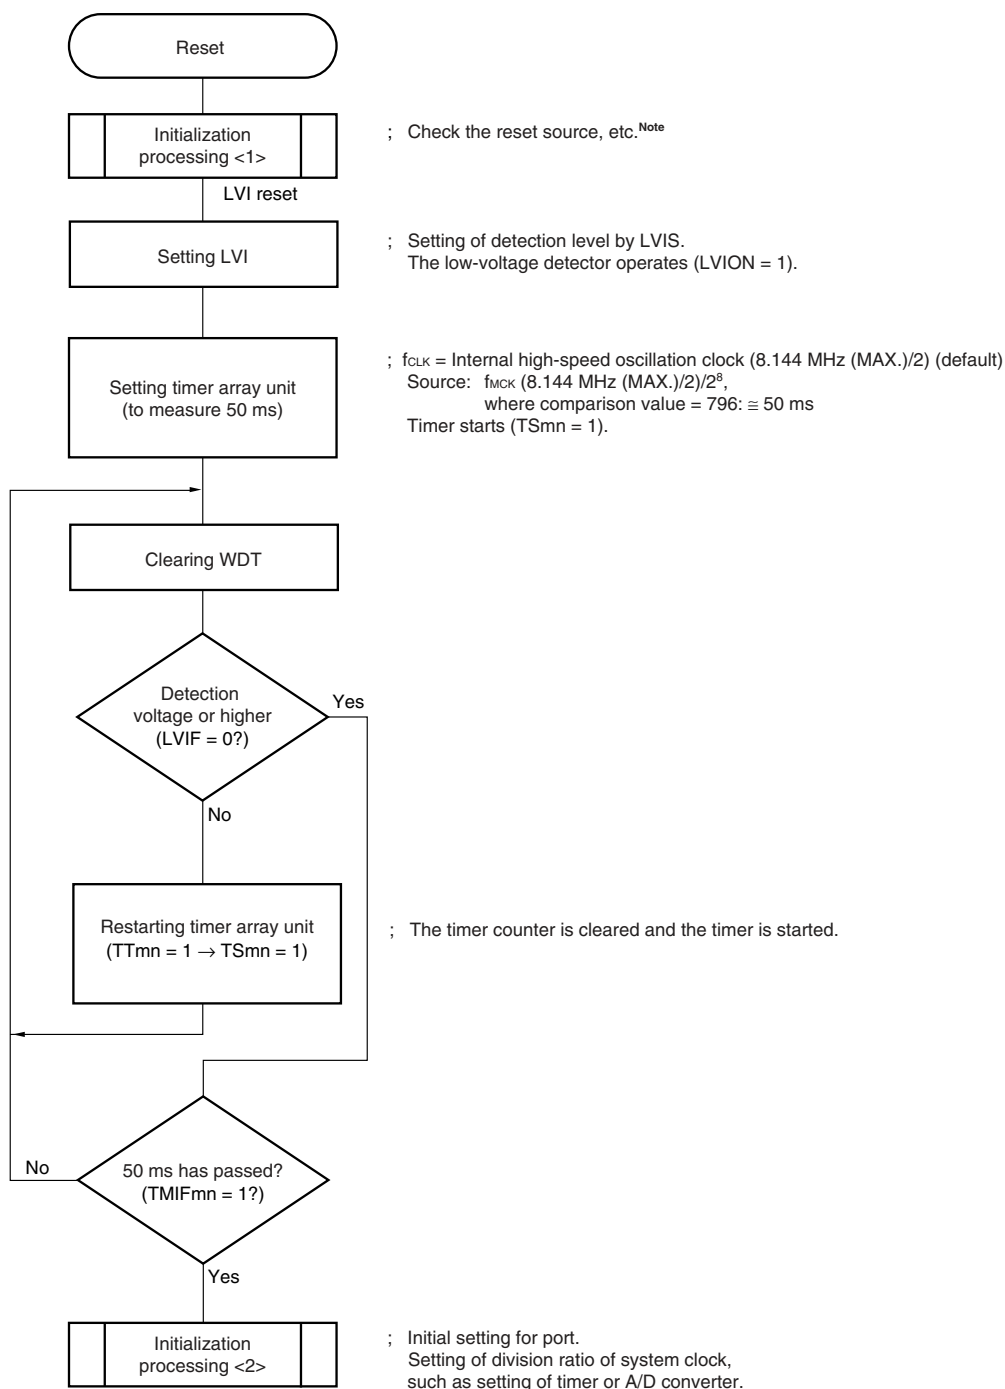 Reset
Initialization
processing <1>
; Check the reset source, etc.Note
LVI reset
Setting LVI
; Setting of detection level by LVIS.
The low-voltage detector operates (LVION = 1).
Setting timer array unit
(to measure 50 ms)
; fCLK = Internal high-speed oscillation clock (8.144 MHz (MAX.)/2) (default)
Source: fMCK (8.144 MHz (MAX.)/2)/2⁸,
where comparison value = 796: ≅ 50 ms
Timer starts (TSmn = 1).
Clearing WDT
Detection
voltage or higher
(LVIF = 0?)
Yes
No
Restarting timer array unit
(TTmn = 1 → TSmn = 1)
; The timer counter is cleared and the timer is started.
No
50 ms has passed?
(TMIFmn = 1?)
Yes
Initialization
processing <2>
; Initial setting for port.
Setting of division ratio of system clock,
such as setting of timer or A/D converter.